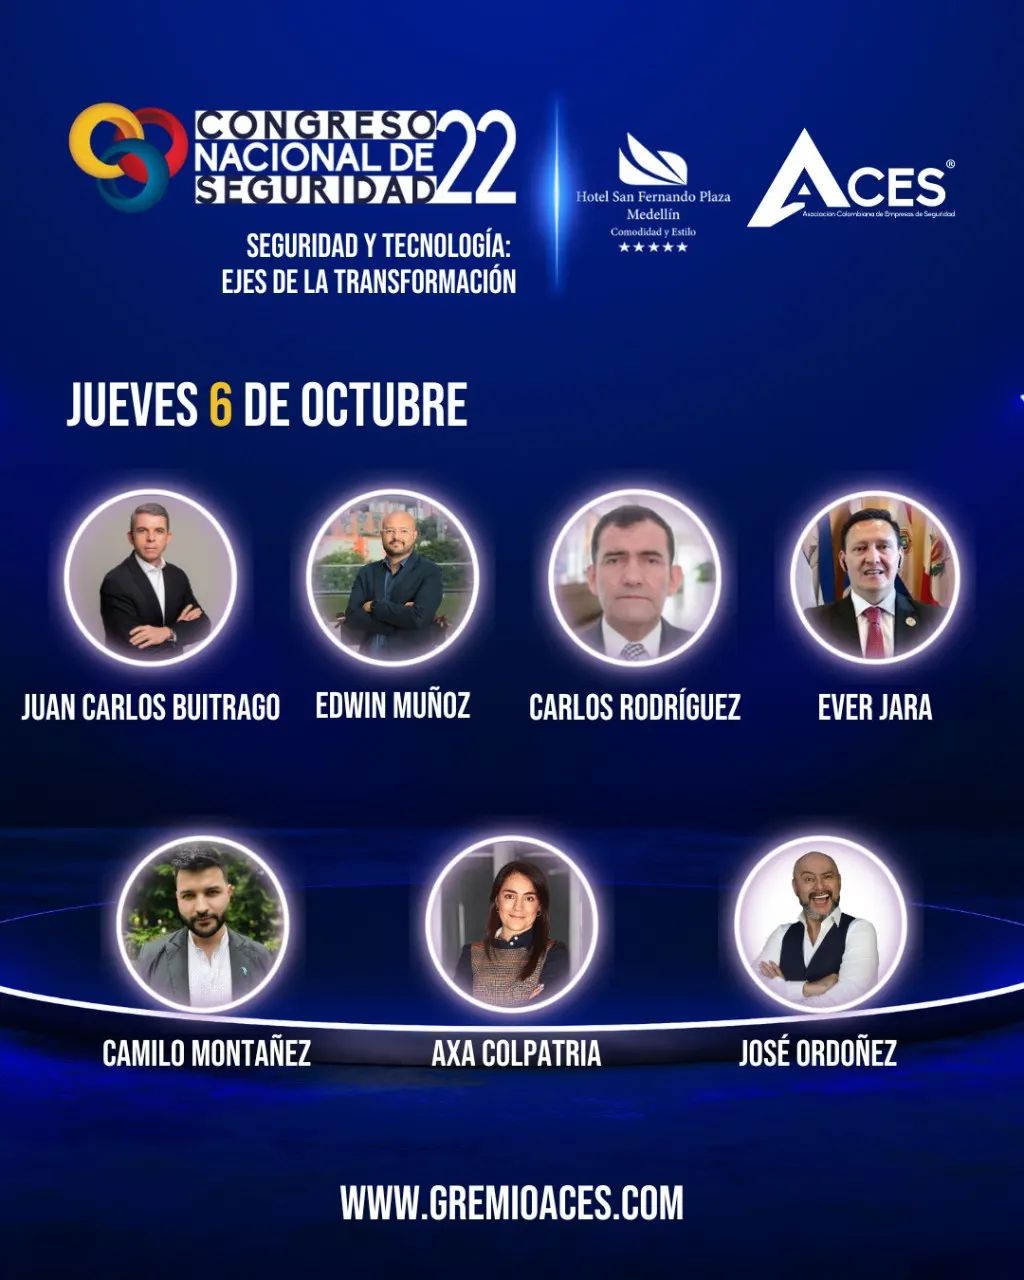 CONGRESO
NACIONAL DE
SEGURIDAD 22
SEGURIDAD Y TECNOLOGÍA:
EJES DE LA TRANSFORMACIÓN
Hotel San Fernando Plaza
Medellín
Comodidad y Estilo
ACES®
Asociación Colombiana de Empresas de Seguridad
JUEVES 6 DE OCTUBRE
JUAN CARLOS BUITRAGO
EDWIN MUÑOZ
CARLOS RODRÍGUEZ
EVER JARA
CAMILO MONTAÑEZ
AXA COLPATRIA
JOSÉ ORDOÑEZ
WWW.GREMIOACES.COM